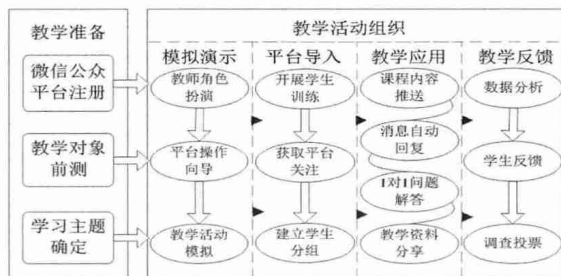 教学准备
微信公众
平台注册
教学对象
前测
学习主题
确定
教学活动组织
模拟演示
教师角色
扮演
平台操作
向导
教学活动
模拟
平台导入
开展学生
训练
获取平台
关注
建立学生
分组
教学应用
课程内容
推送
消息自动
回复
1对1问题
解答
教学资料
分享
教学反馈
数据分析
学生反馈
调查投票